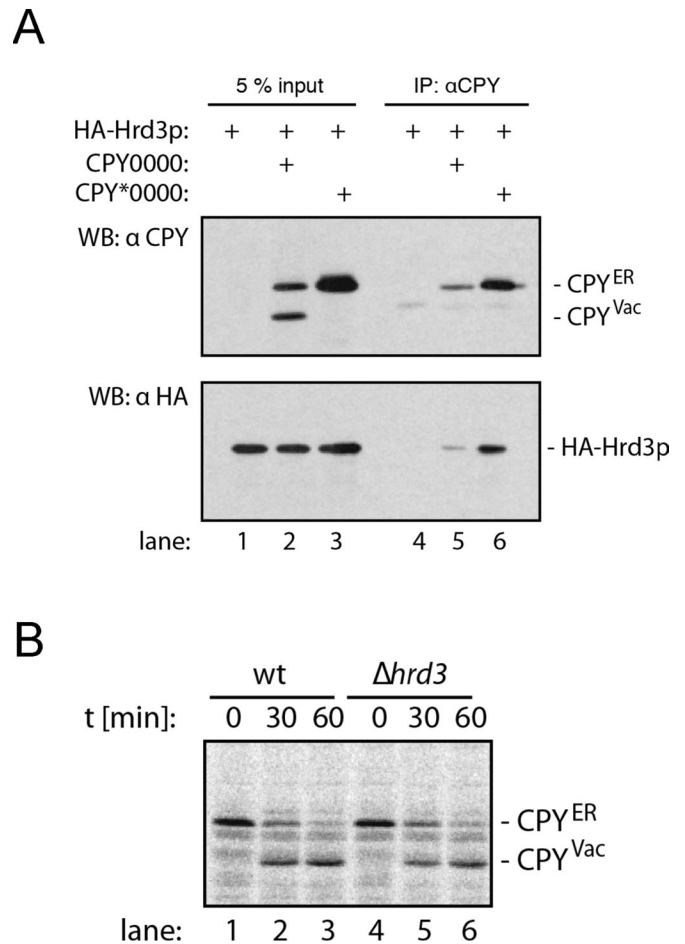 A
5 % input IP: αCPY
HA-Hrd3p: + + + + + +
CPY0000: + +
CPY*0000: + +
WB: α CPY
- CPY^ER
- CPY^Vac
WB: α HA
- HA-Hrd3p
lane: 1 2 3 4 5 6
B
wt Δhrd3
t [min]: 0 30 60 0 30 60
- CPY^ER
- CPY^Vac
lane: 1 2 3 4 5 6